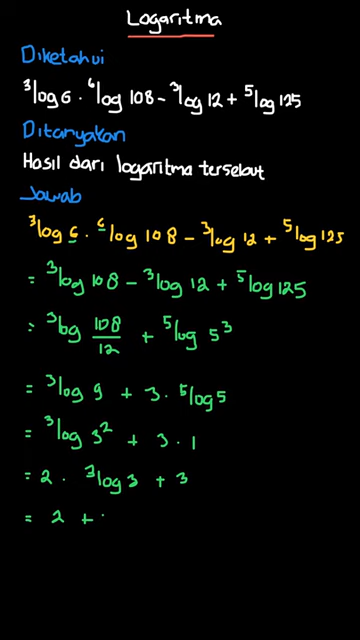 Logaritma
Diketahui
³log 6 · ⁶log 108 - ³log 12 + ⁵log 125
Ditanyakan
Hasil dari logaritma tersebut
Jawab
³log 6 · ⁶log 108 - ³log 12 + ⁵log 125
= ³log 108 - ³log 12 + ⁵log 125
= ³log 108/12 + ⁵log 5³
= ³log 9 + 3 · ⁵log 5
= ³log 3² + 3 · 1
= 2 · ³log 3 + 3
= 2 +